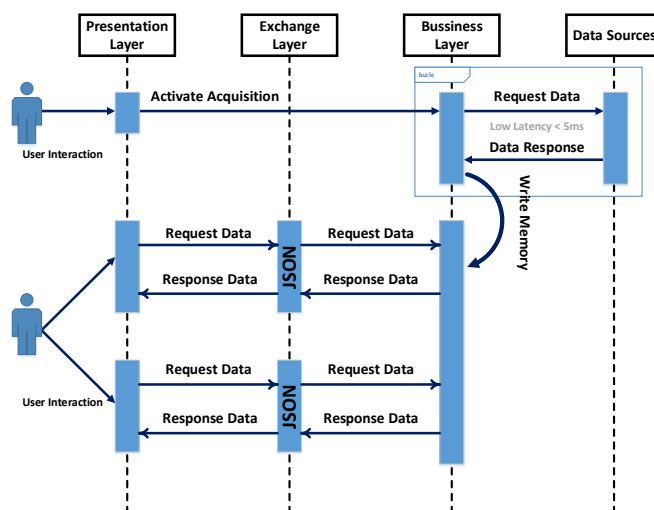 Presentation
Layer
Exchange
Layer
Bussiness
Layer
Data Sources
bucle
Activate Acquisition
Request Data
Low Latency < 5ms
Data Response
User Interaction
Write Memory
Request Data
Request Data
JSON
Response Data
Response Data
Request Data
Request Data
User Interaction
JSON
Response Data
Response Data